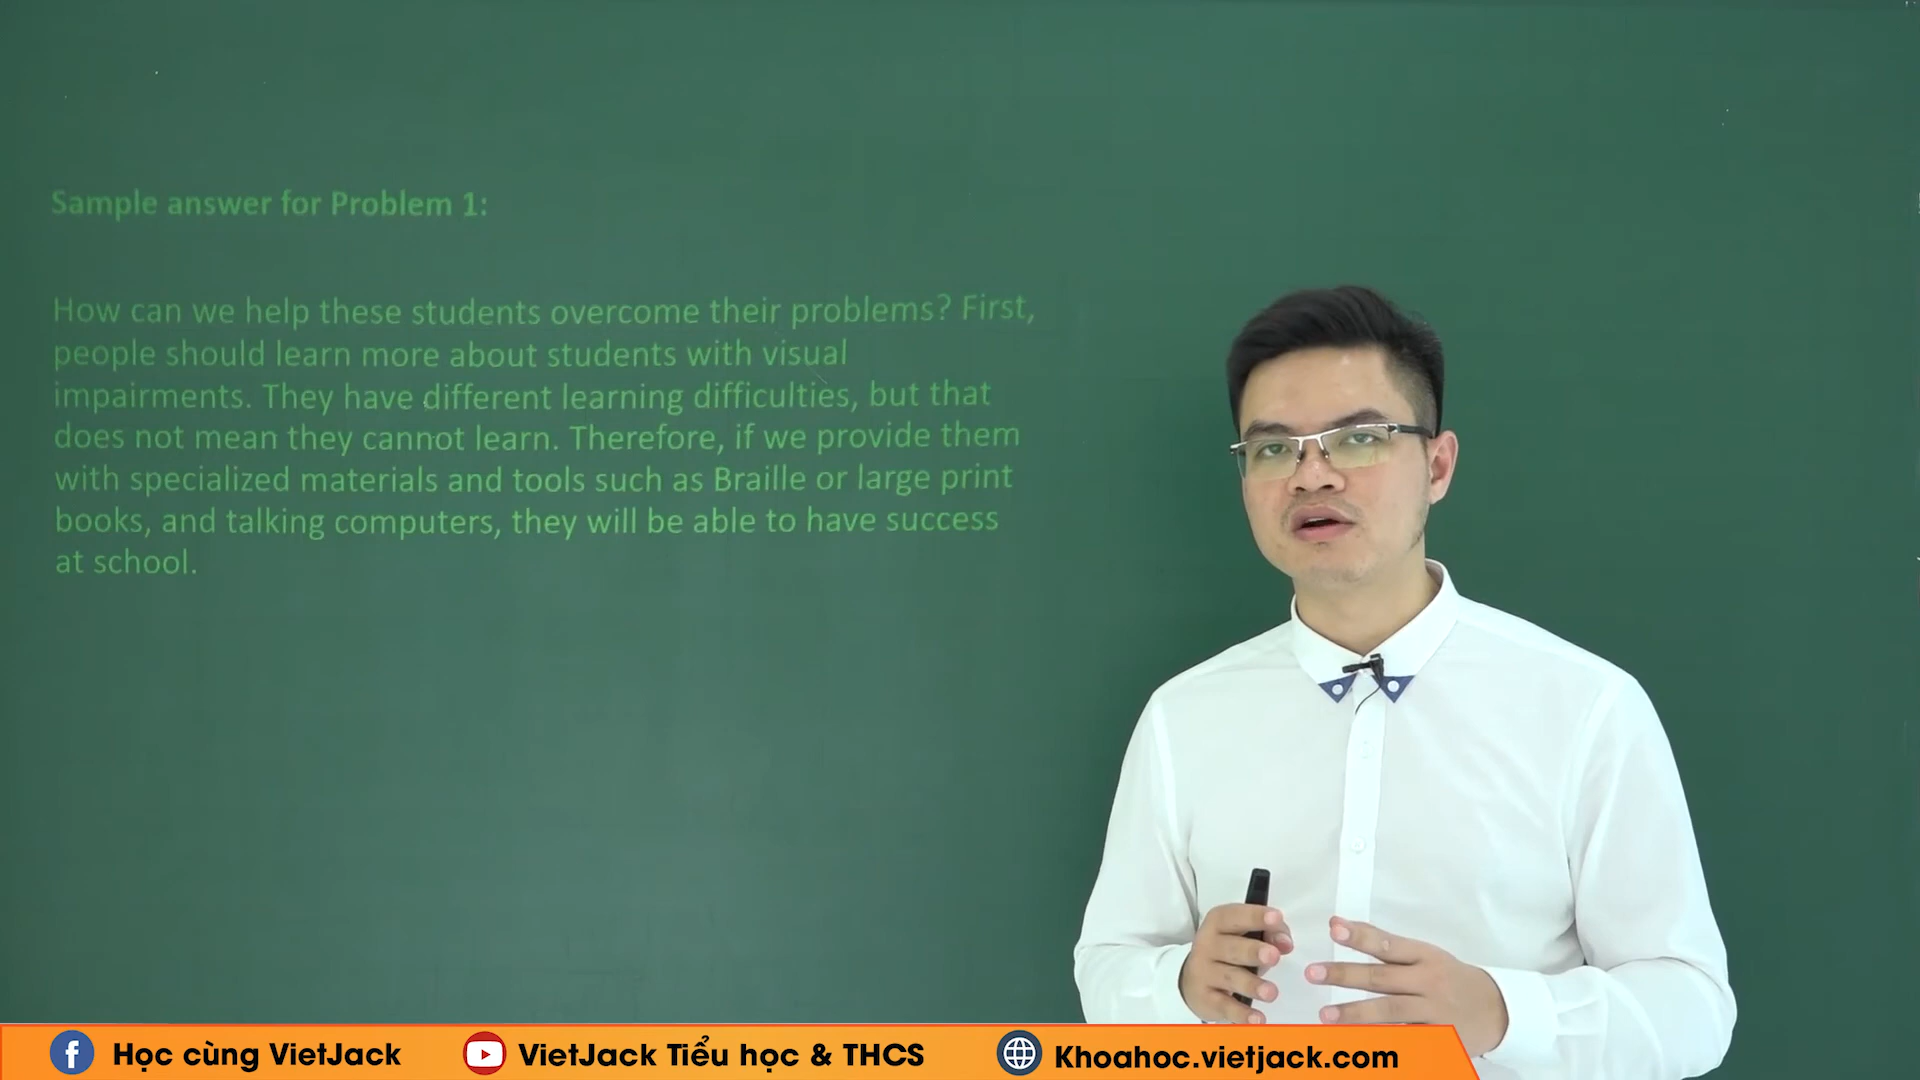 Sample answer for Problem 1:
How can we help these students overcome their problems? First,
people should learn more about students with visual
impairments. They have different learning difficulties, but that
does not mean they cannot learn. Therefore, if we provide them
with specialized materials and tools such as Braille or large print
books, and talking computers, they will be able to have success
at school.
Học cùng VietJack
VietJack Tiểu học & THCS
Khoahoc.vietjack.com